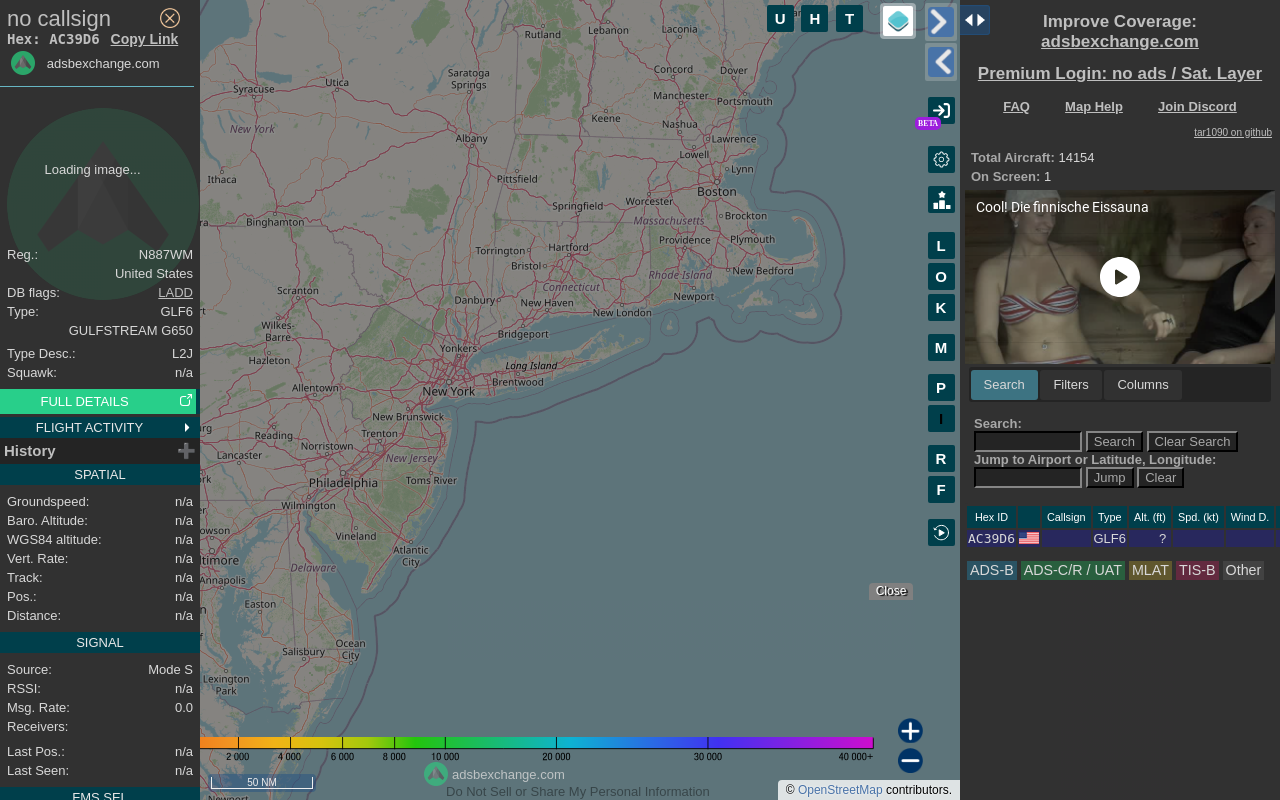 no callsign
Hex: AC39D6 Copy Link
adsbexchange.com
Loading image...
Reg.: N887WM
United States
DB flags: LADD
Type: GLF6
GULFSTREAM G650
Type Desc.: L2J
Squawk: n/a
FULL DETAILS
FLIGHT ACTIVITY
History
SPATIAL
Groundspeed: n/a
Baro. Altitude: n/a
WGS84 altitude: n/a
Vert. Rate: n/a
Track: n/a
Pos.: n/a
Distance: n/a
SIGNAL
Source: Mode S
RSSI: n/a
Msg. Rate: 0.0
Receivers:
Last Pos.: n/a
Last Seen: n/a
FMS SEL
U H T
Rutland
Lebanon
Laconia
Concord
Dover
Saratoga
Springs
Utica
Syracuse
Manchester
Portsmouth
Keene
Nashua
New York
Albany
Lawrence
Lowell
Lynn
Ithaca
Pittsfield
Boston
Springfield
Worcester
Binghamton
Massachusetts
Brockton
Providence
Plymouth
Torrington
Hartford
Bristol
Rhode Island
New Bedford
Connecticut
Newport
Scranton
Danbury
New Haven
New London
Wilkes-
Barre
Bridgeport
Yonkers
Hazleton
Long Island
Brentwood
Allentown
New York
New Brunswick
Reading
Trenton
Norristown
Lancaster
New Jersey
Toms River
Philadelphia
Wilmington
Vineland
Atlantic
City
Delaware
Annapolis
Easton
Ocean
City
Salisbury
Lexington
Park
BETA
L
O
K
M
P
I
R
F
Close
2 000 4 000 6 000 8 000 10 000 20 000 30 000 40 000+
50 NM
adsbexchange.com
Do Not Sell or Share My Personal Information
© OpenStreetMap contributors.
Improve Coverage:
adsbexchange.com
Premium Login: no ads / Sat. Layer
FAQ Map Help Join Discord
tar1090 on github
Total Aircraft: 14154
On Screen: 1
Cool! Die finnische Eissauna
Search Filters Columns
Search:
Search Clear Search
Jump to Airport or Latitude, Longitude:
Jump Clear
Hex ID Callsign Type Alt. (ft) Spd. (kt) Wind D.
AC39D6 GLF6 ?
ADS-B ADS-C/R / UAT MLAT TIS-B Other